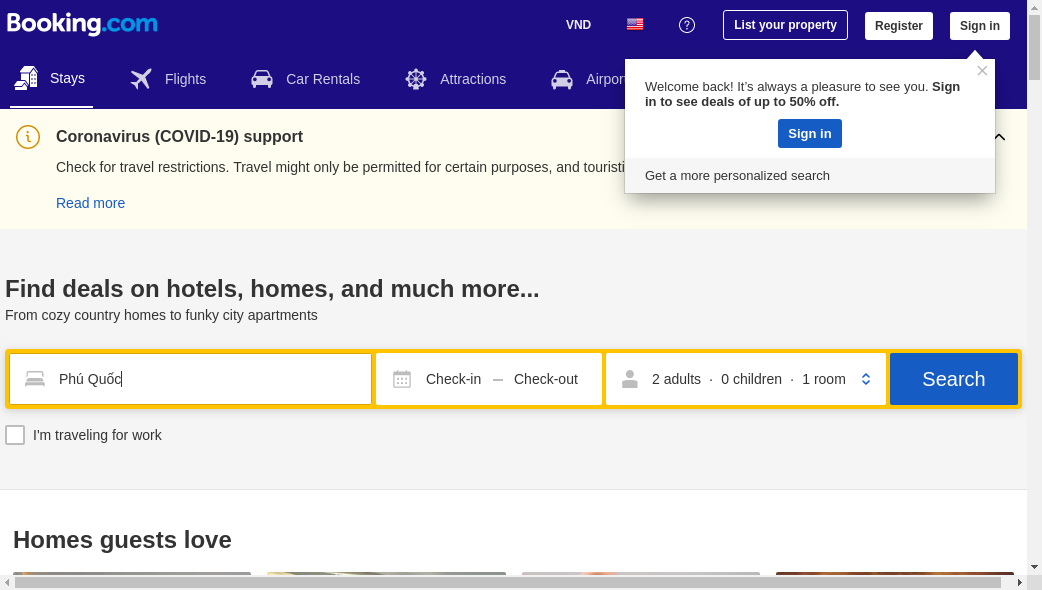 Booking.com
VND
List your property
Register
Sign in
Stays
Flights
Car Rentals
Attractions
Welcome back! It's always a pleasure to see you. Sign
in to see deals of up to 50% off.
Sign in
Get a more personalized search
Coronavirus (COVID-19) support
Check for travel restrictions. Travel might only be permitted for certain purposes, and
Read more
Find deals on hotels, homes, and much more...
From cozy country homes to funky city apartments
Phú Quốc
Check-in — Check-out
2 adults · 0 children · 1 room
Search
I'm traveling for work
Homes guests love